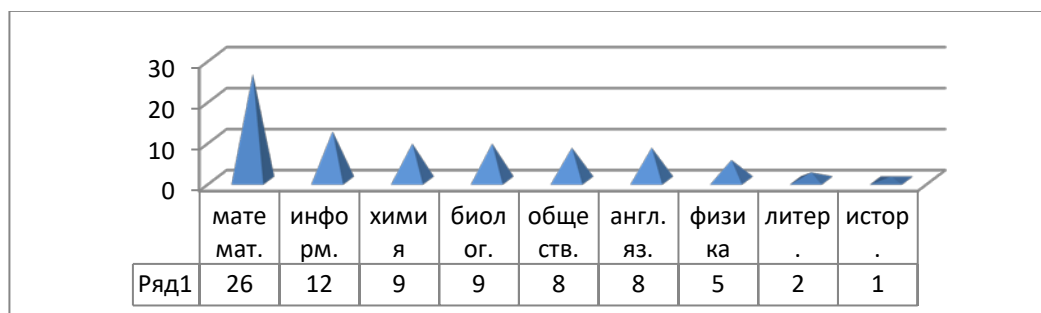 30
20
10
0
мате инфо хими биол обще англ. физи литер истор
мат. рм. я ог. ств. яз. ка . .
Ряд1 26 12 9 9 8 8 5 2 1